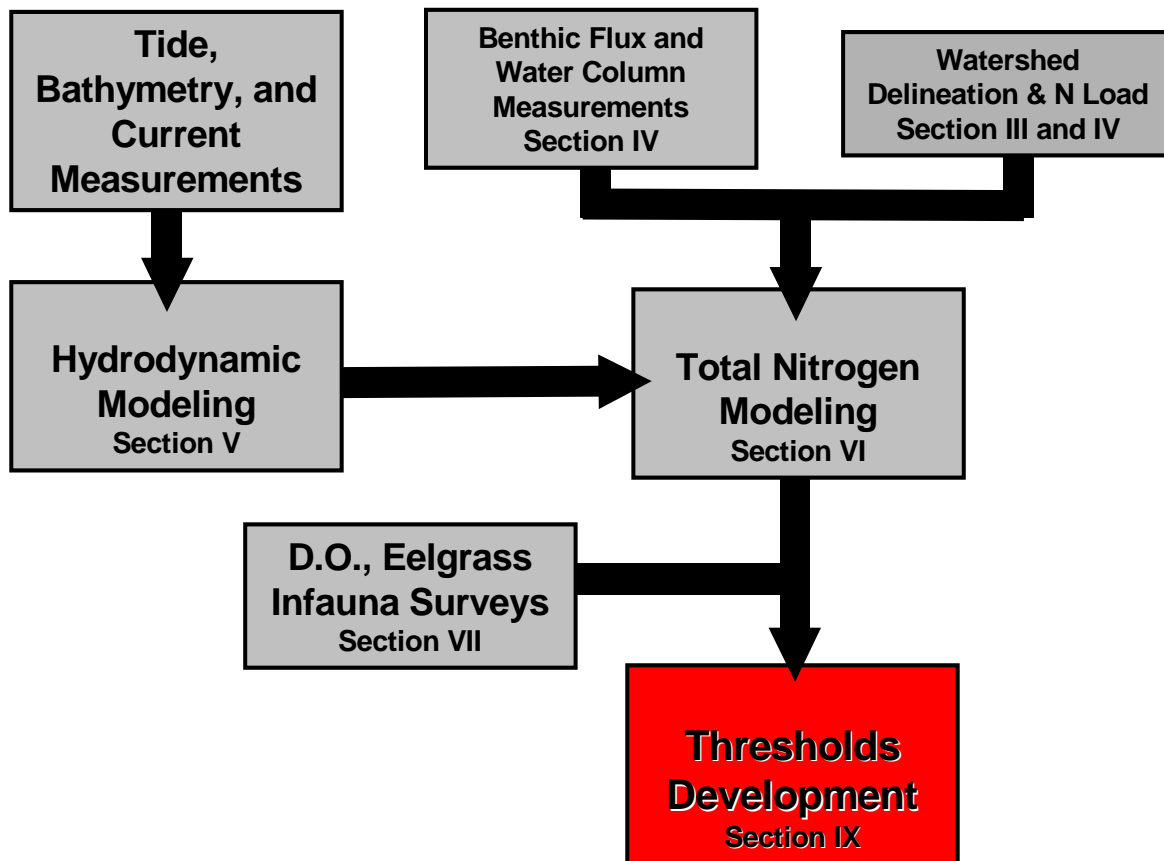 Tide,
Bathymetry, and
Current
Measurements
Benthic Flux and
Water Column
Measurements
Section IV
Watershed
Delineation & N Load
Section III and IV
Hydrodynamic
Modeling
Section V
Total Nitrogen
Modeling
Section VI
D.O., Eelgrass
Infauna Surveys
Section VII
Thresholds
Development
Section IX